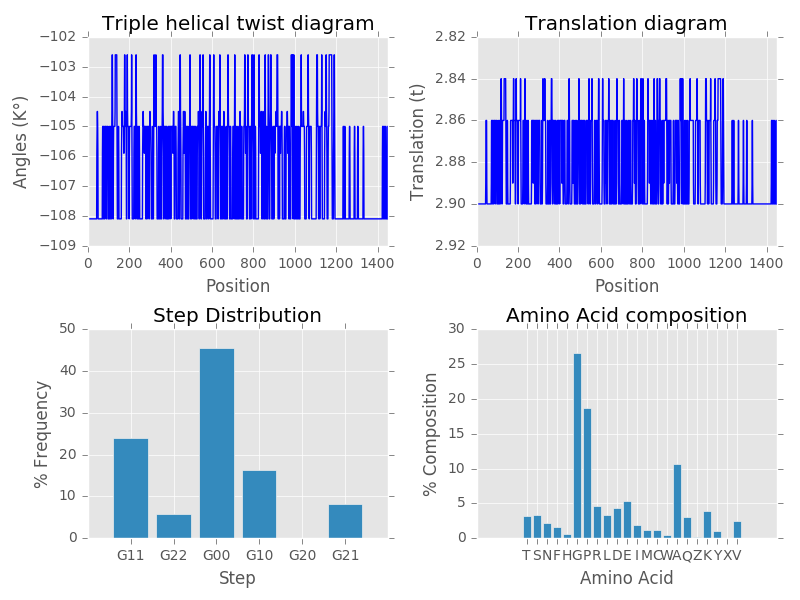 Triple helical twist diagram
Angles (K°)
−102
−103
−104
−105
−106
−107
−108
−109
0 200 400 600 800 1000 1200 1400
Position
Translation diagram
Translation (t)
2.82
2.84
2.86
2.88
2.90
2.92
0 200 400 600 800 1000 1200 1400
Position
Step Distribution
% Frequency
50
40
30
20
10
0
G11 G22 G00 G10 G20 G21
Step
Amino Acid composition
% Composition
30
25
20
15
10
5
0
T S N F H G P R L D E I M C W A Q Z K Y X V
Amino Acid